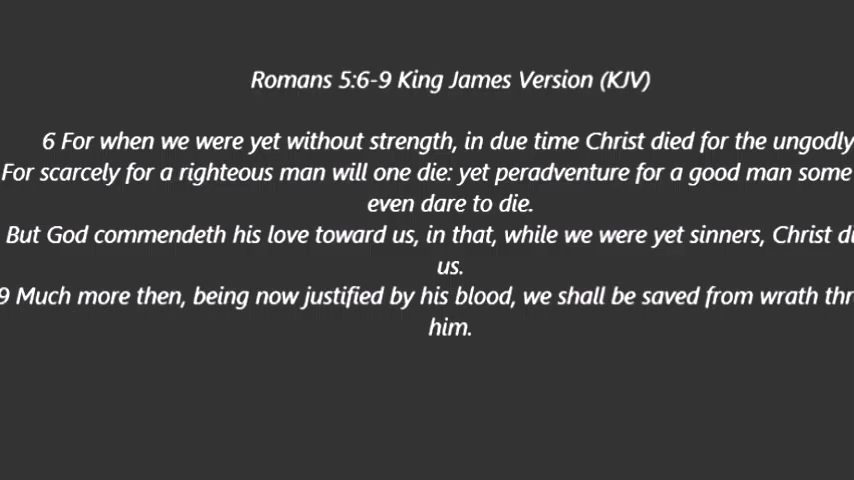 Romans 5:6-9 King James Version (KJV)
6 For when we were yet without strength, in due time Christ died for the ungodly
For scarcely for a righteous man will one die: yet peradventure for a good man some
even dare to die.
But God commendeth his love toward us, in that, while we were yet sinners, Christ
us.
9 Much more then, being now justified by his blood, we shall be saved from wrath
him.